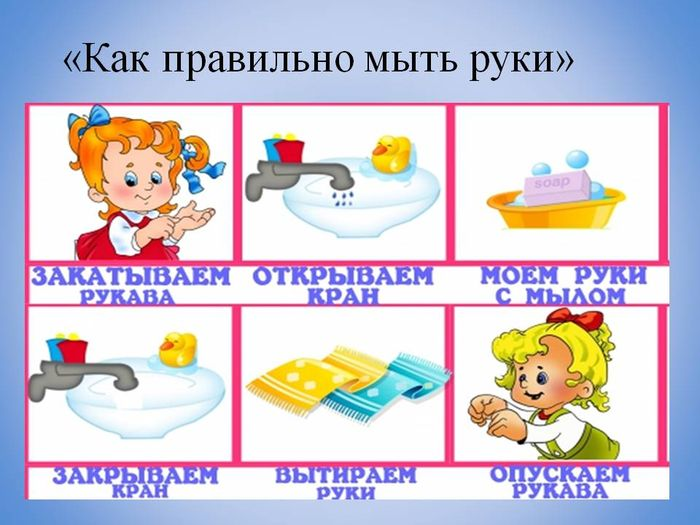 «Как правильно мыть руки»
soap
ЗАКАТЫВАЕМ
РУКАВА
ОТКРЫВАЕМ
КРАН
МОЕМ РУКИ
С МЫЛОМ
ЗАКРЫВАЕМ
КРАН
ВЫТИРАЕМ
РУКИ
ОПУСКАЕМ
РУКАВА